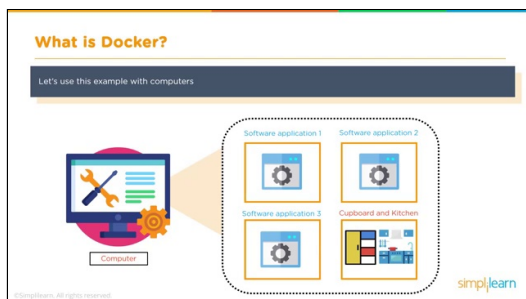 What is Docker?
Let's use this example with computers
Software application 1
Software application 2
Software application 3
Cupboard and Kitchen
Computer
simplilearn
©Simplilearn. All rights reserved.